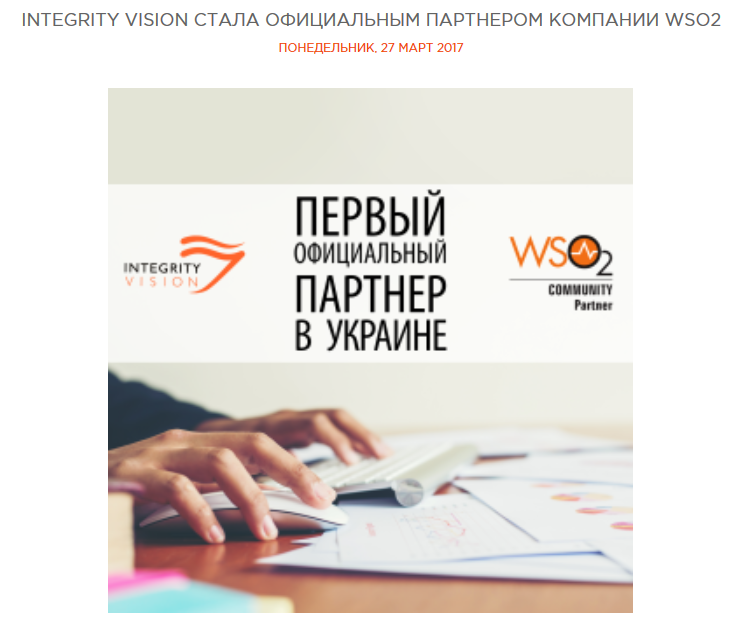 INTEGRITY VISION СТАЛА ОФИЦИАЛЬНЫМ ПАРТНЕРОМ КОМПАНИИ WSO2
ПОНЕДЕЛЬНИК, 27 МАРТ 2017
INTEGRITY
VISION
ПЕРВЫЙ
ОФИЦИАЛЬНЫЙ
ПАРТНЕР
В УКРАИНЕ
WSO2
COMMUNITY
Partner